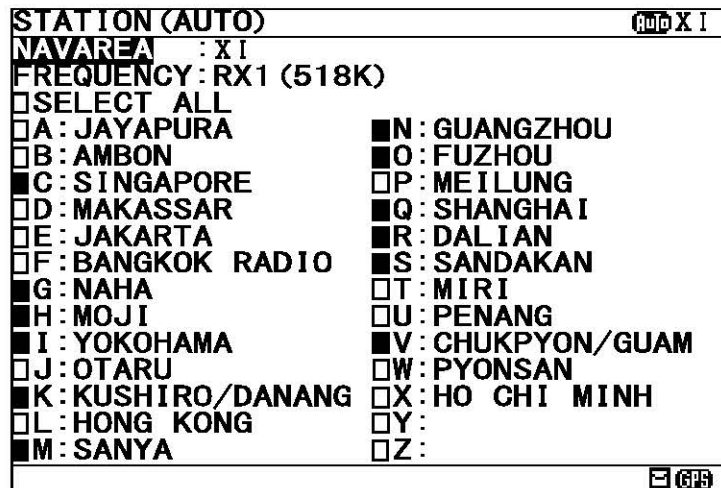 STATION(AUTO) Auto XI
NAVAREA :XI
FREQUENCY:RX1(518K)
□SELECT ALL
□A:JAYAPURA ■N:GUANGZHOU
□B:AMBON ■O:FUZHOU
■C:SINGAPORE □P:MEILUNG
□D:MAKASSAR ■Q:SHANGHAI
□E:JAKARTA ■R:DALIAN
□F:BANGKOK RADIO ■S:SANDAKAN
■G:NAHA □T:MIRI
■H:MOJI □U:PENANG
■I:YOKOHAMA ■V:CHUKPYON/GUAM
□J:OTARU □W:PYONSAN
■K:KUSHIRO/DANANG □X:HO CHI MINH
□L:HONG KONG □Y:
■M:SANYA □Z:
GPS